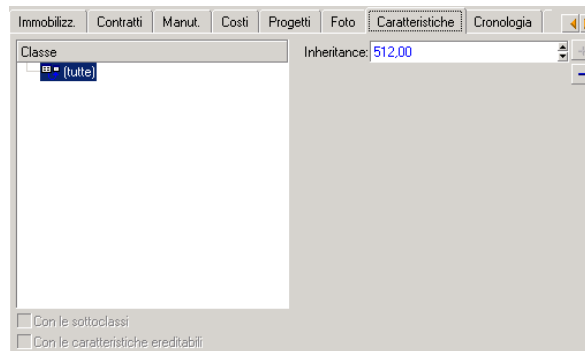 Immobilizz. Contratti Manut. Costi Progetti Foto Caratteristiche Cronologia
Classe
Inheritance: 512,00
(tutte)
Con le sottoclassi
Con le caratteristiche ereditabili